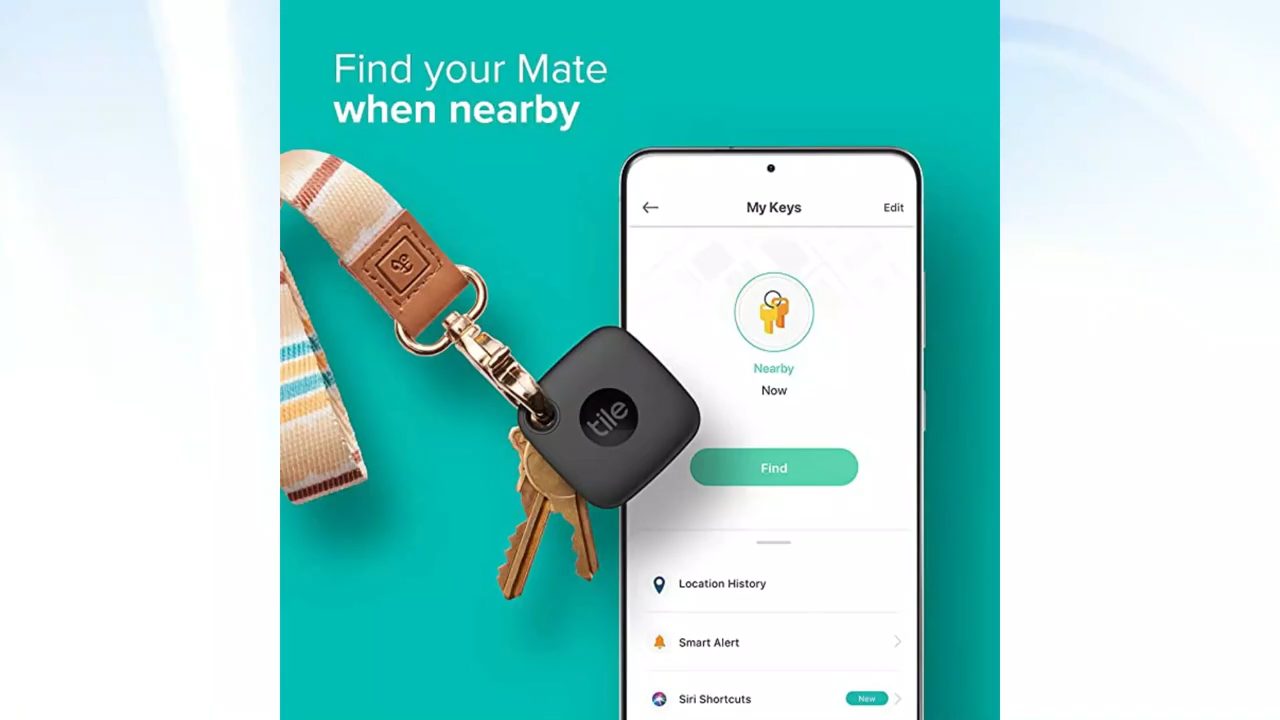 Find your Mate
when nearby
My Keys
Edit
Nearby
Now
tile
Find
Location History
Smart Alert
Siri Shortcuts
New